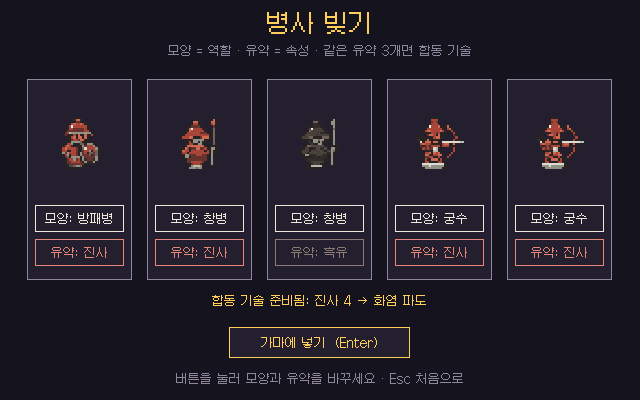 병사 빚기
모양 = 역할 · 유약 = 속성 · 같은 유약 3개면 합동 기술
모양: 방패병
모양: 창병
모양: 창병
모양: 궁수
모양: 궁수
유약: 진사
유약: 진사
유약: 흑유
유약: 진사
유약: 진사
합동 기술 준비됨: 진사 4 → 화염 파도
가마에 넣기 (Enter)
버튼을 눌러 모양과 유약을 바꾸세요 · Esc 처음으로